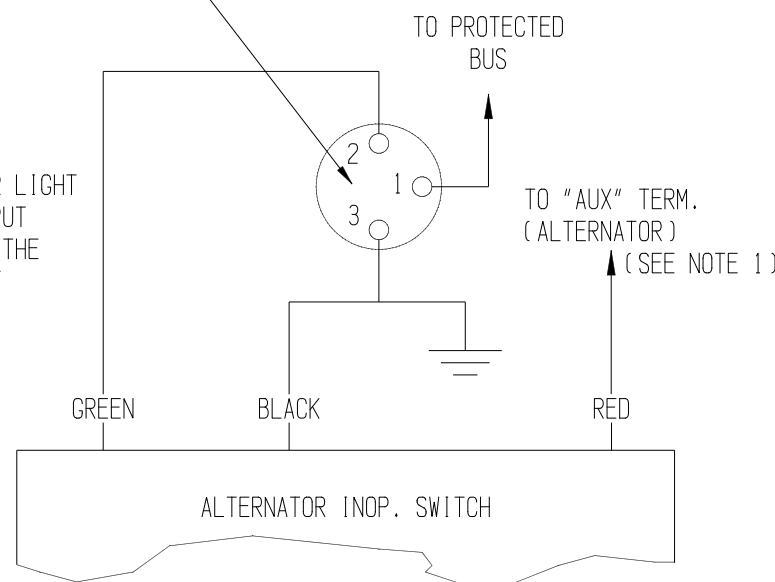 TO PROTECTED
BUS
2
1
3
LIGHT
THE
TO "AUX" TERM.
(ALTERNATOR)
(SEE NOTE 1)
GREEN
BLACK
RED
ALTERNATOR INOP. SWITCH